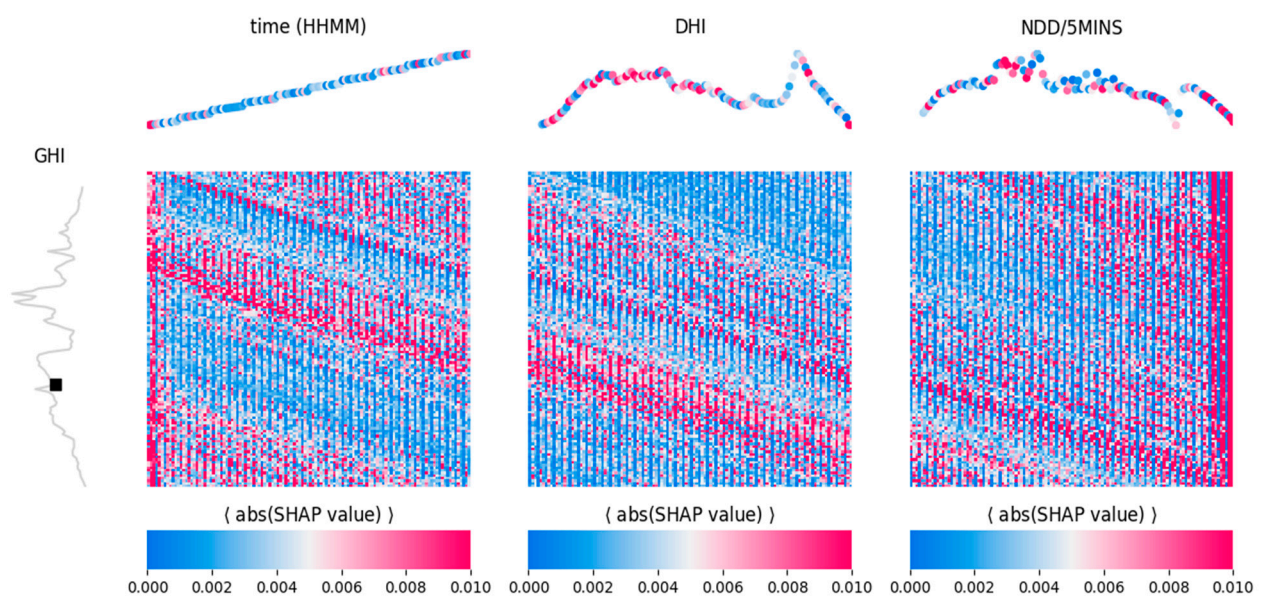 time (HHMM) DHI NDD/5MINS
GHI
⟨ abs(SHAP value) ⟩ ⟨ abs(SHAP value) ⟩ ⟨ abs(SHAP value) ⟩
0.000 0.002 0.004 0.006 0.008 0.010 0.000 0.002 0.004 0.006 0.008 0.010 0.000 0.002 0.004 0.006 0.008 0.010